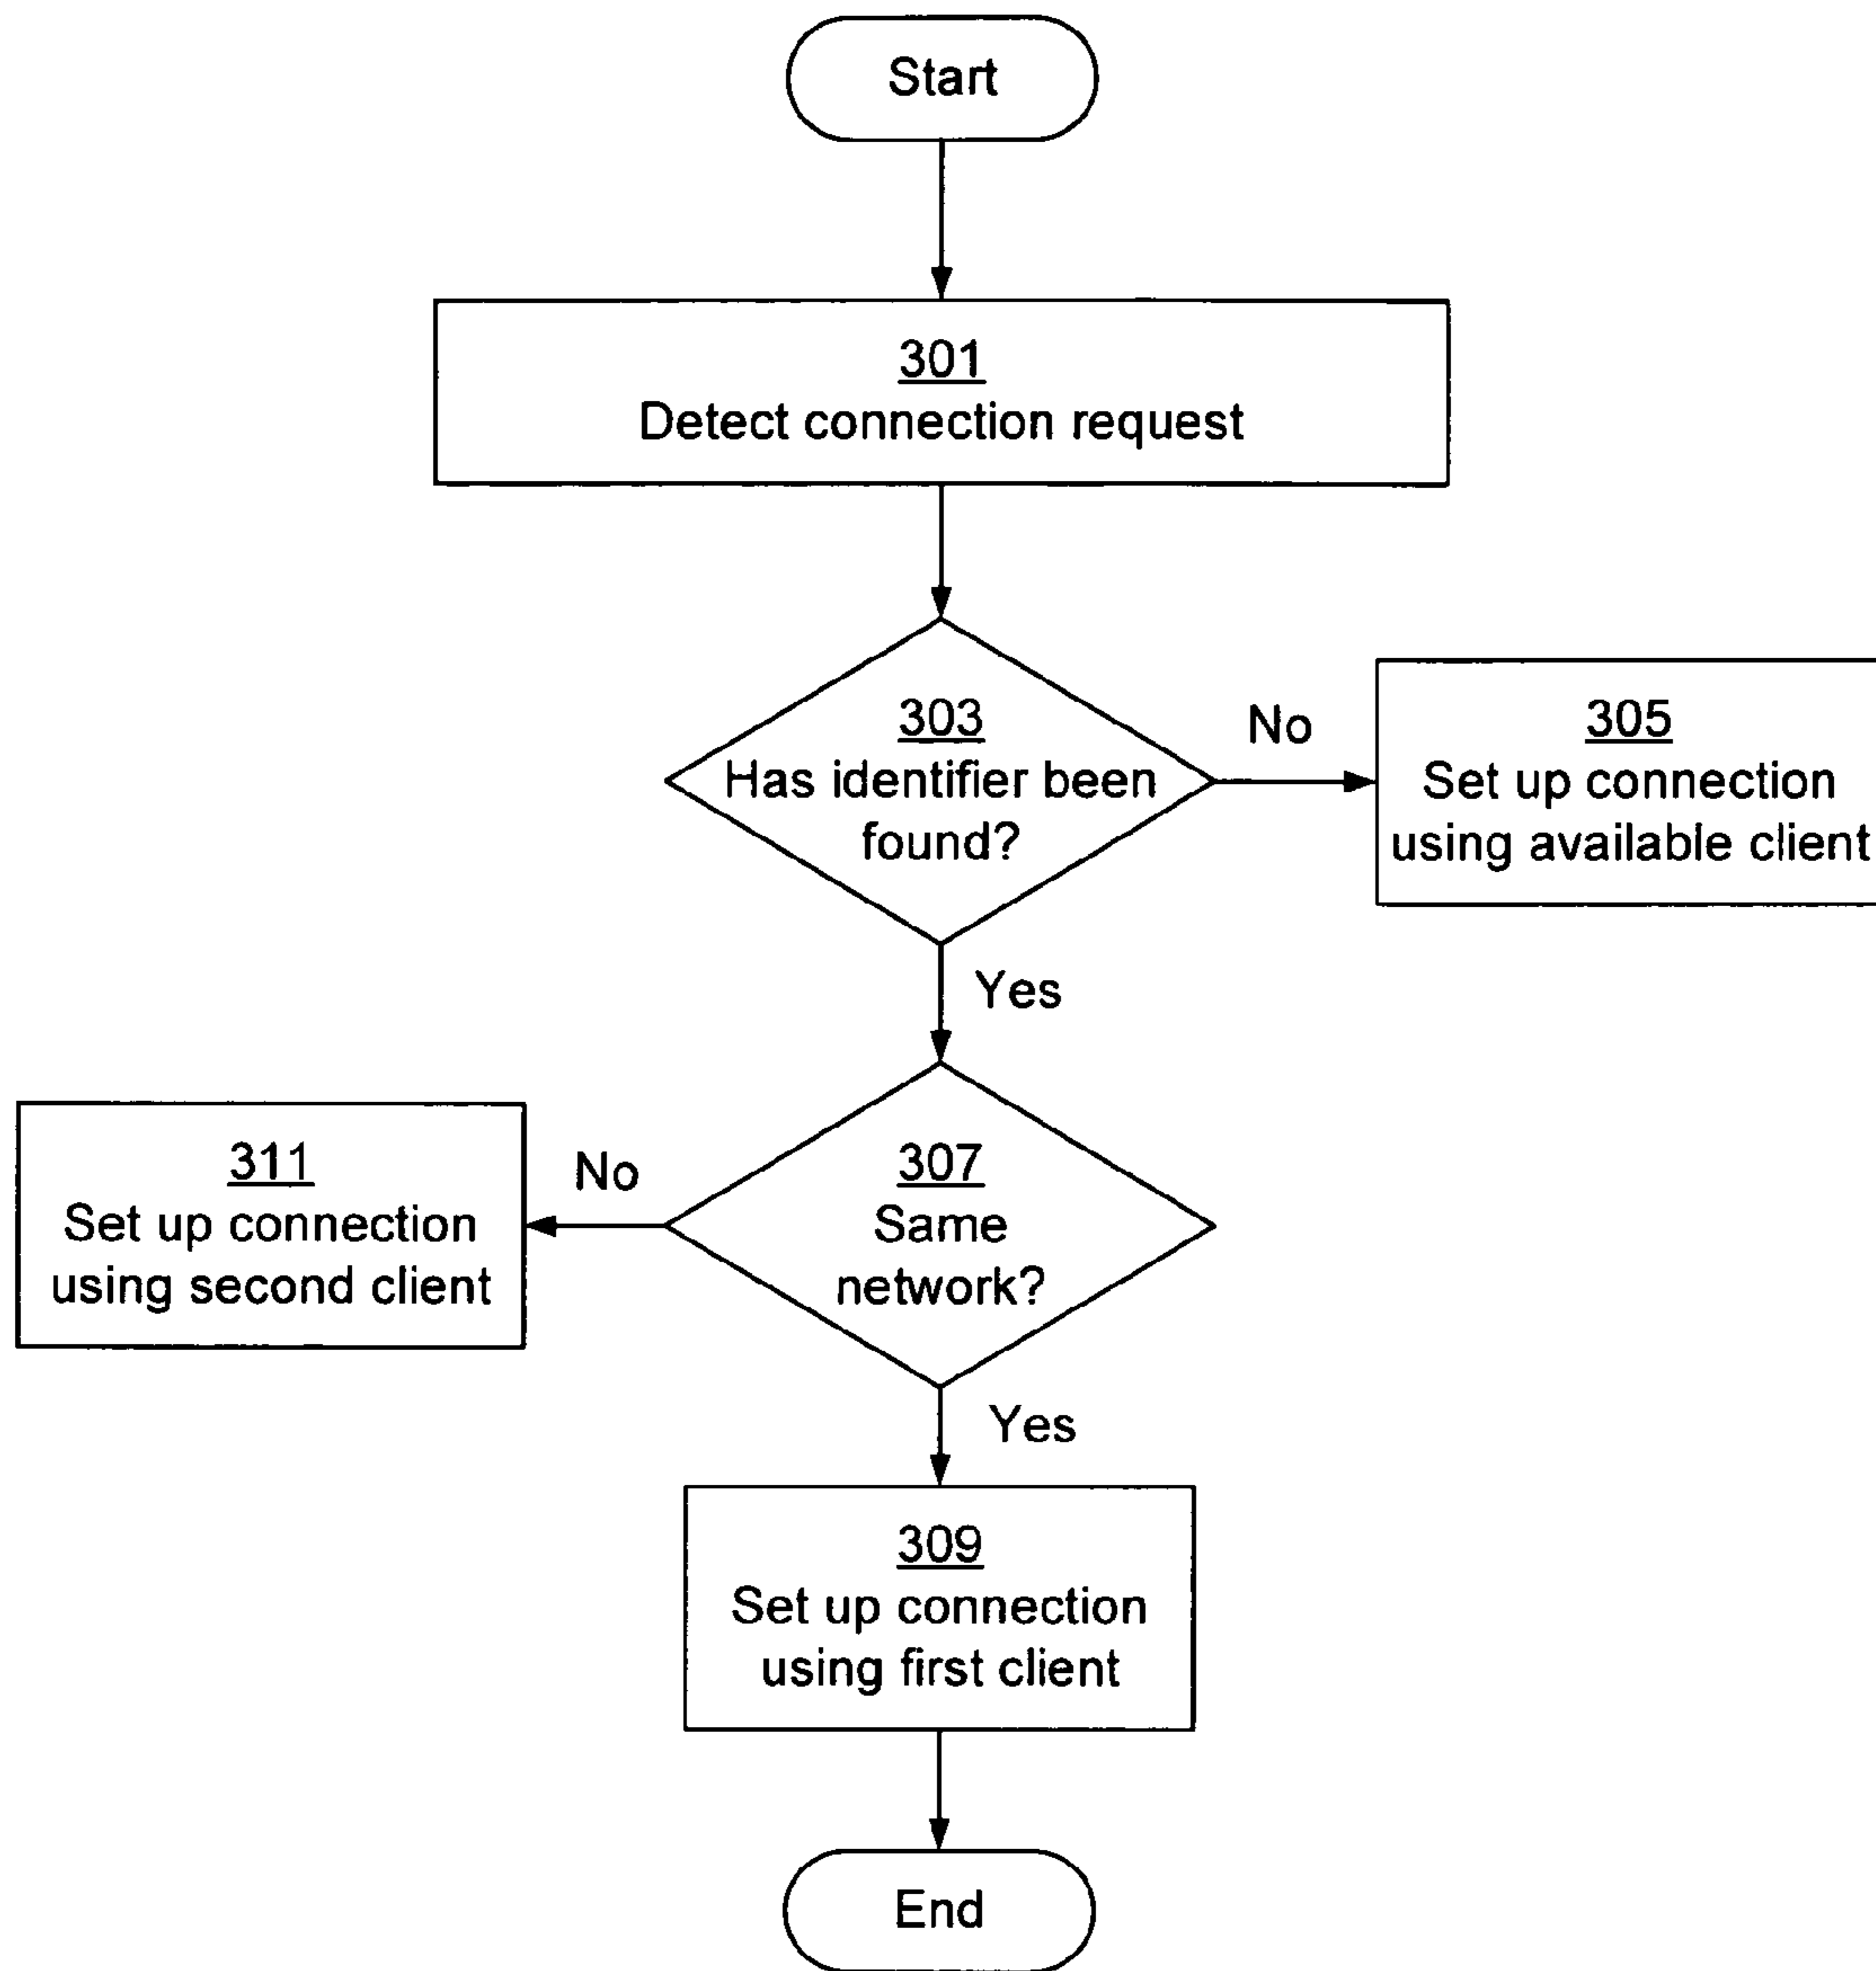 Start
301
Detect connection request
303
Has identifier been
found?
No
305
Set up connection
using available client
Yes
307
Same
network?
No
311
Set up connection
using second client
Yes
309
Set up connection
using first client
End